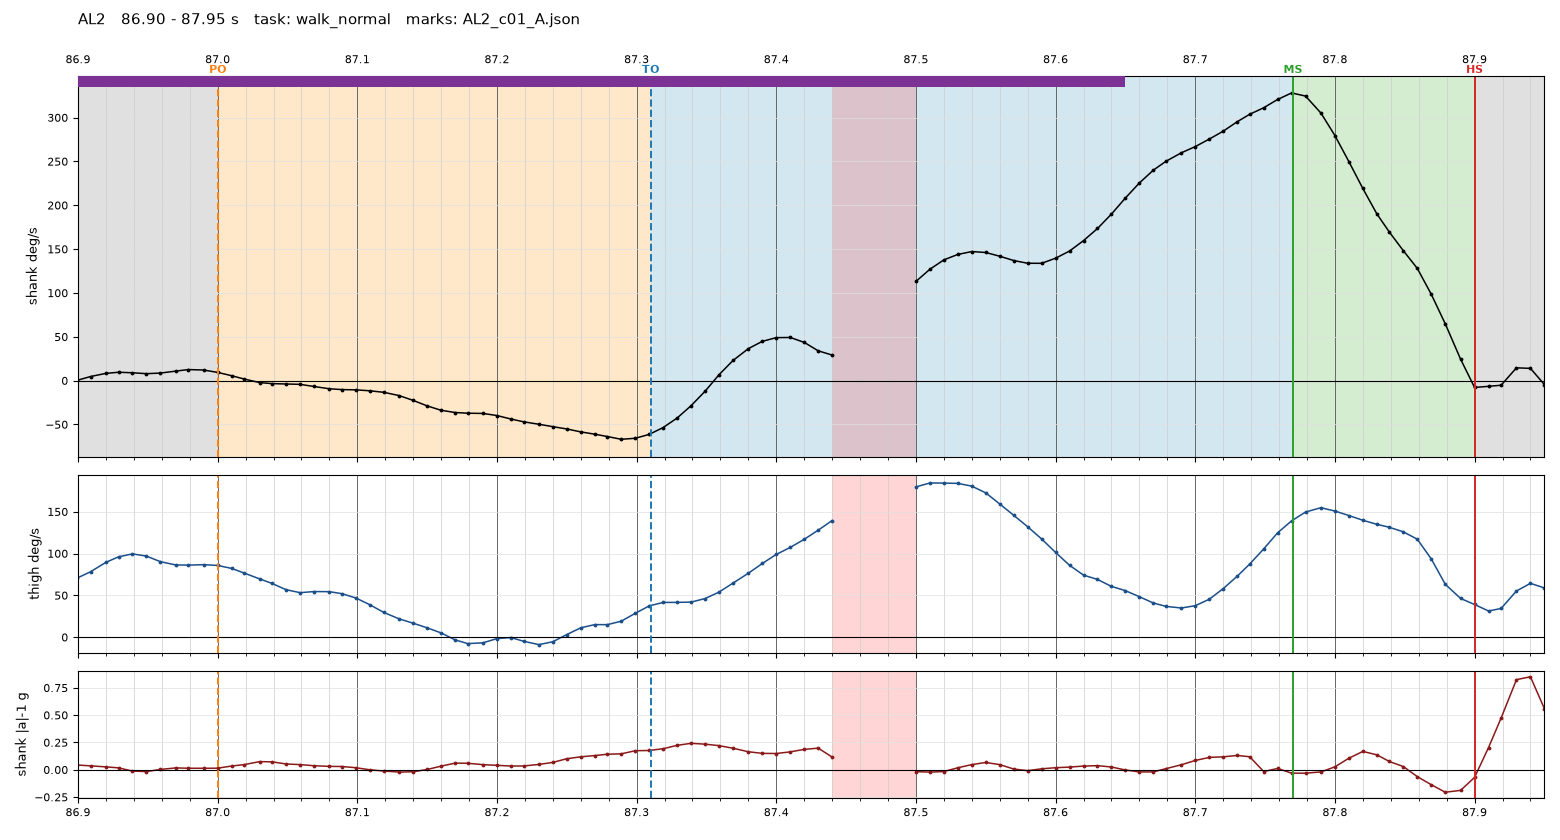 AL2 86.90 - 87.95 s task: walk_normal marks: AL2_c01_A.json
86.9 87.0 87.1 87.2 87.3 87.4 87.5 87.6 87.7 87.8 87.9
PO TO MS HS
shank deg/s
300
250
200
150
100
50
0
−50
thigh deg/s
150
100
50
0
shank |a|-1 g
0.75
0.50
0.25
0.00
−0.25
86.9 87.0 87.1 87.2 87.3 87.4 87.5 87.6 87.7 87.8 87.9